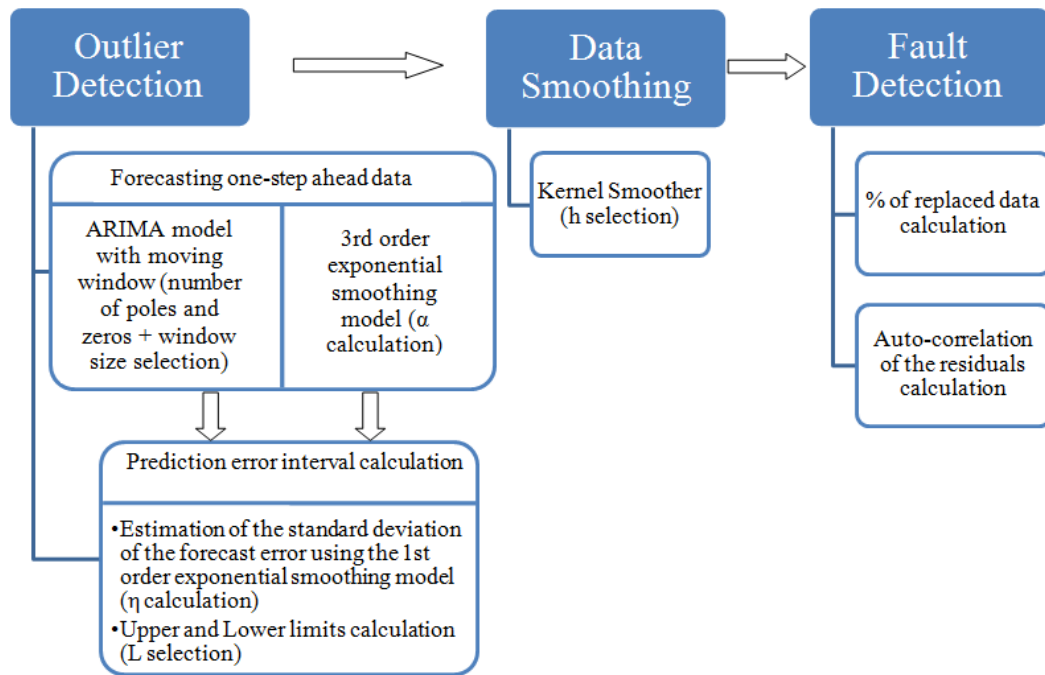 Outlier
Detection
Data
Smoothing
Fault
Detection
Forecasting one-step ahead data
ARIMA model
with moving
window (number
of poles and
zeros + window
size selection)
3rd order
exponential
smoothing
model (α
calculation)
Prediction error interval calculation
•Estimation of the standard deviation
of the forecast error using the 1st
order exponential smoothing model
(η calculation)
•Upper and Lower limits calculation
(L selection)
Kernel Smoother
(h selection)
% of replaced data
calculation
Auto-correlation
of the residuals
calculation